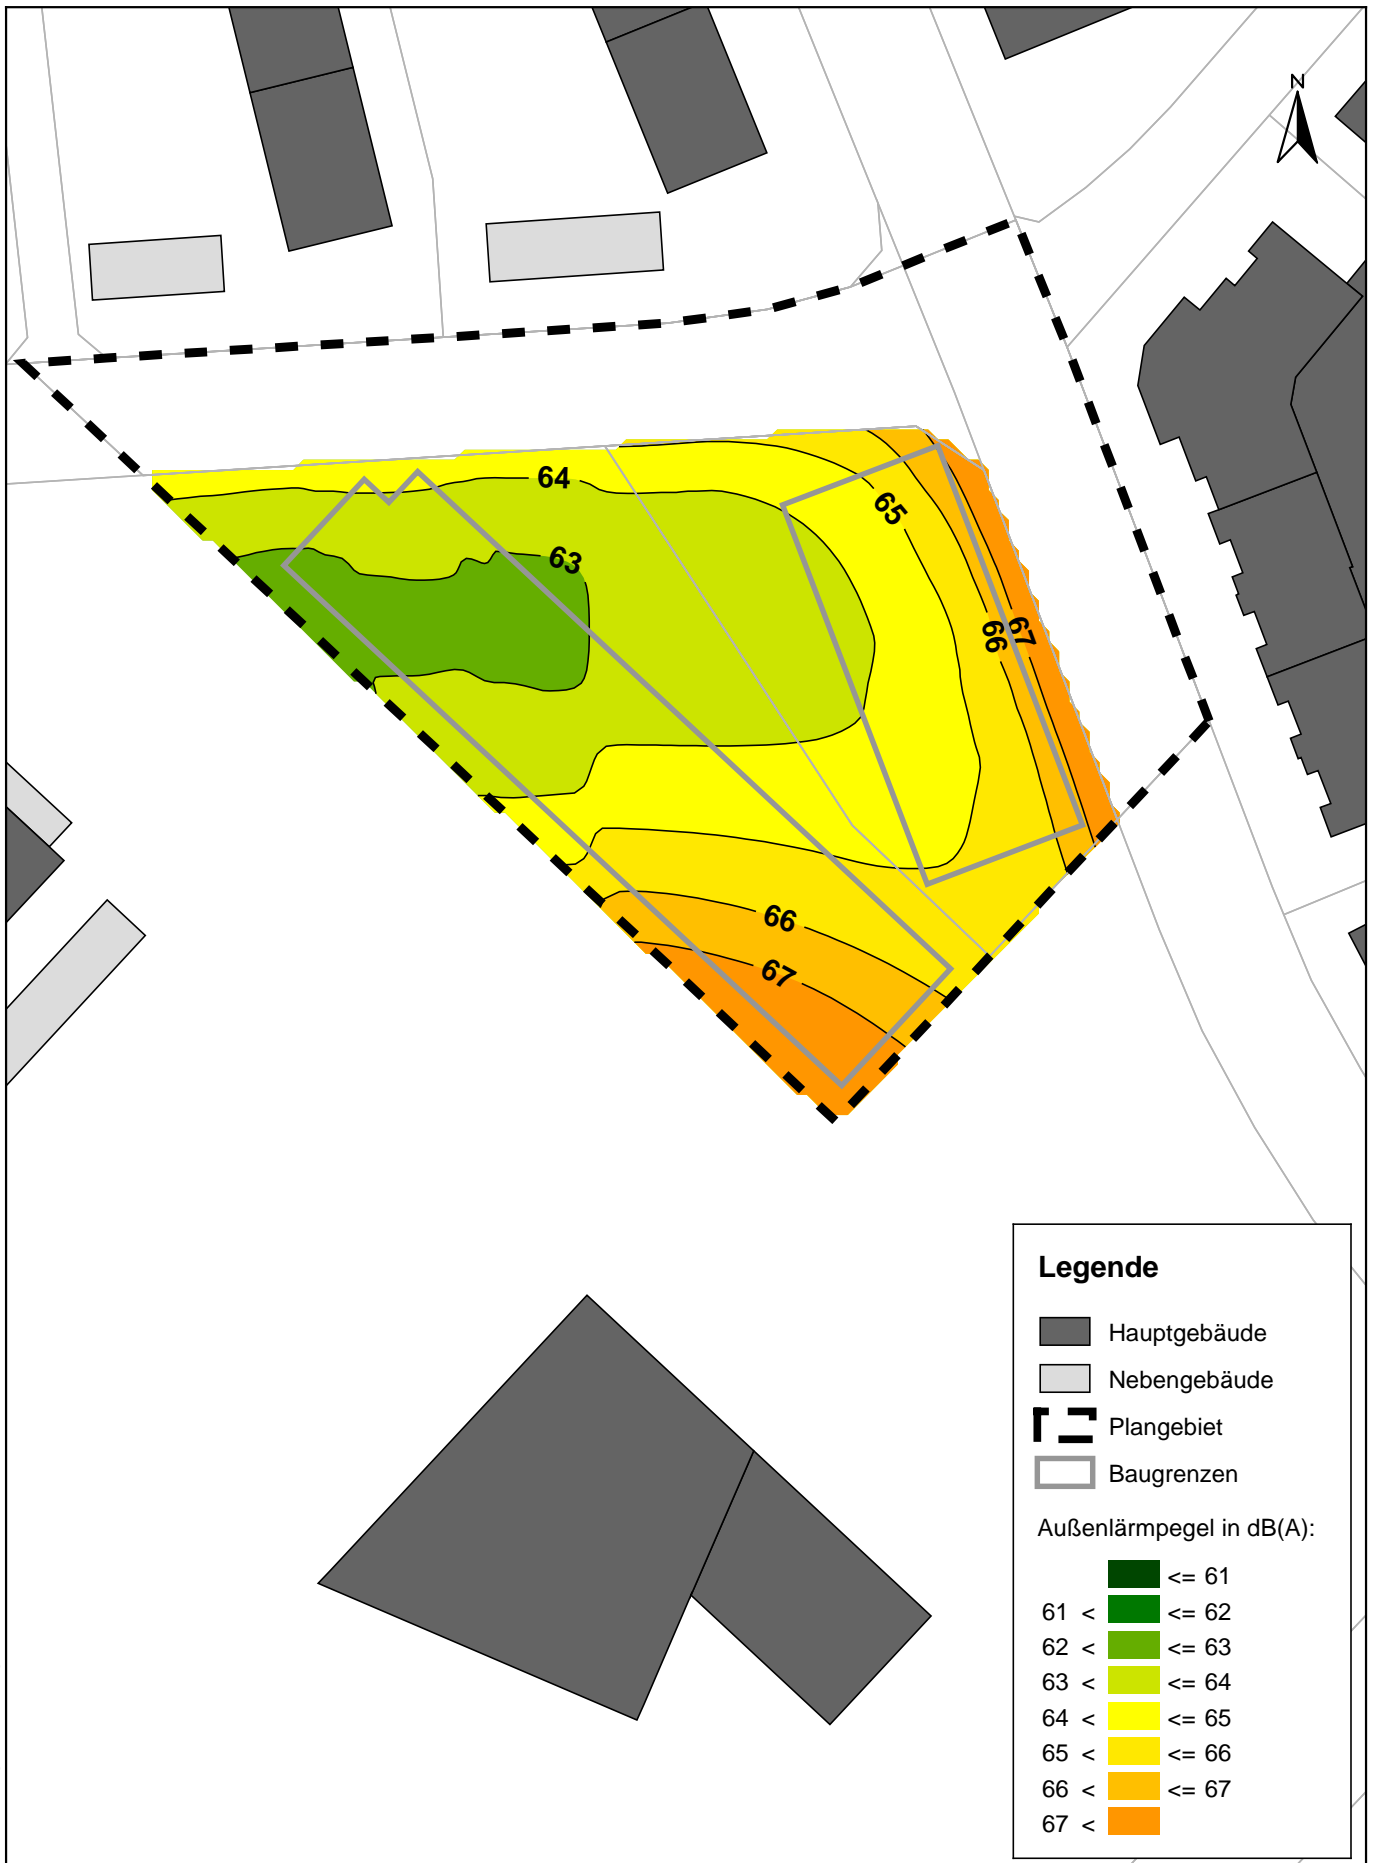 N
64
63
65
66
67
66
67
Legende
Hauptgebäude
Nebengebäude
Plangebiet
Baugrenzen
Außenlärmpegel in dB(A):
<= 61
61 < <= 62
62 < <= 63
63 < <= 64
64 < <= 65
65 < <= 66
66 < <= 67
67 <